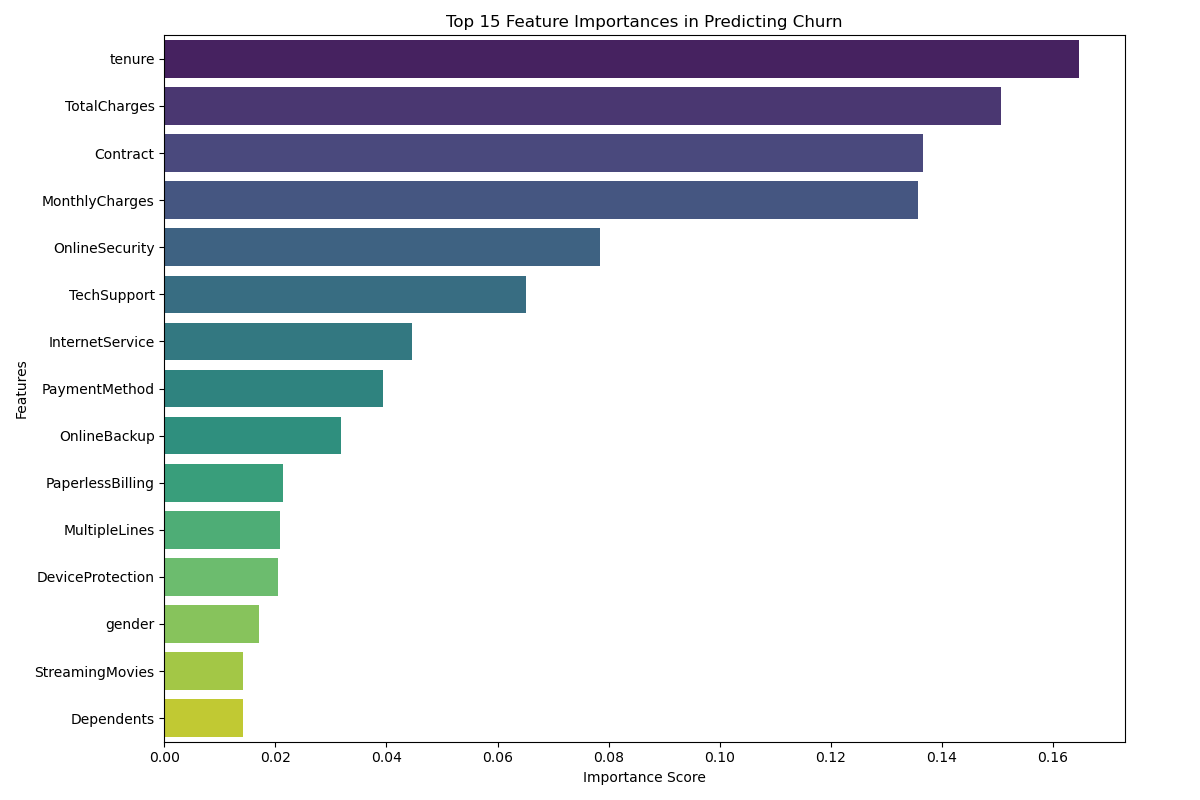 Top 15 Feature Importances in Predicting Churn
Features
tenure
TotalCharges
Contract
MonthlyCharges
OnlineSecurity
TechSupport
InternetService
PaymentMethod
OnlineBackup
PaperlessBilling
MultipleLines
DeviceProtection
gender
StreamingMovies
Dependents
0.00 0.02 0.04 0.06 0.08 0.10 0.12 0.14 0.16
Importance Score